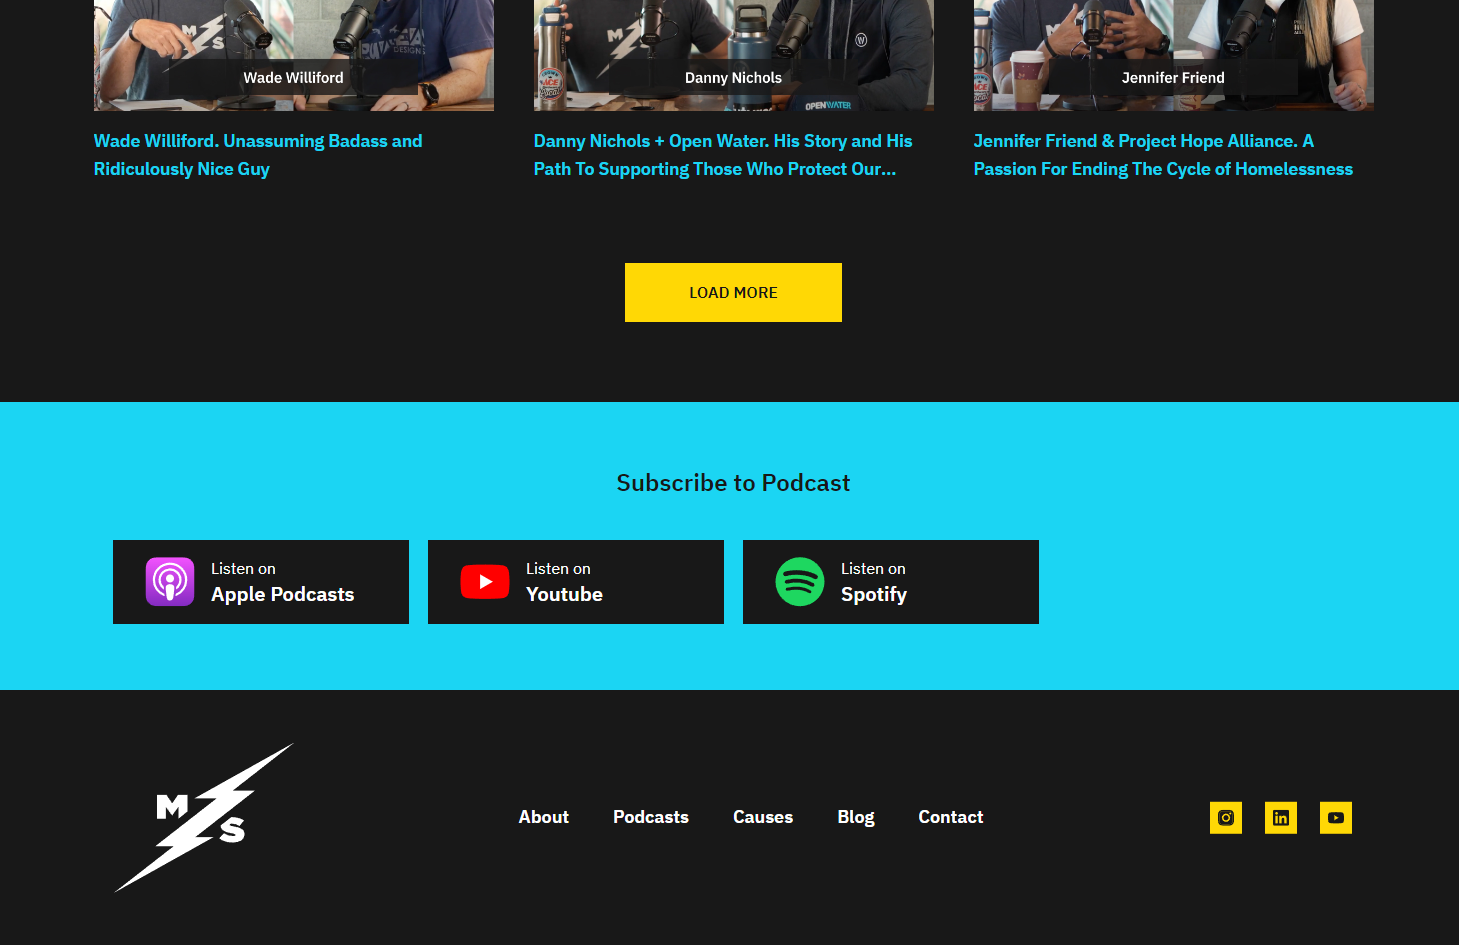 M S
DESIGN
M
OPEN WATER
M
Wade Williford
Danny Nichols
Jennifer Friend
Wade Williford. Unassuming Badass and
Ridiculously Nice Guy
Danny Nichols + Open Water. His Story and His
Path To Supporting Those Who Protect Our...
Jennifer Friend & Project Hope Alliance. A
Passion For Ending The Cycle of Homelessness
LOAD MORE
Subscribe to Podcast
Listen on
Apple Podcasts
Listen on
Youtube
Listen on
Spotify
M
S
About
Podcasts
Causes
Blog
Contact